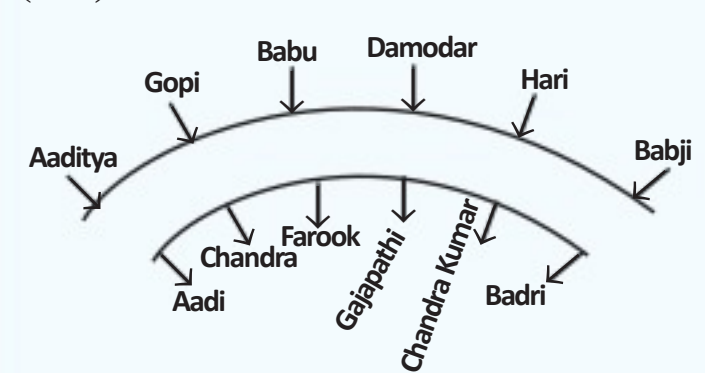 Damodar
Babu
Hari
Gopi
Babji
Aaditya
Chandra
Farook
Gajapathi
Chandra Kumar
Badri
Aadi